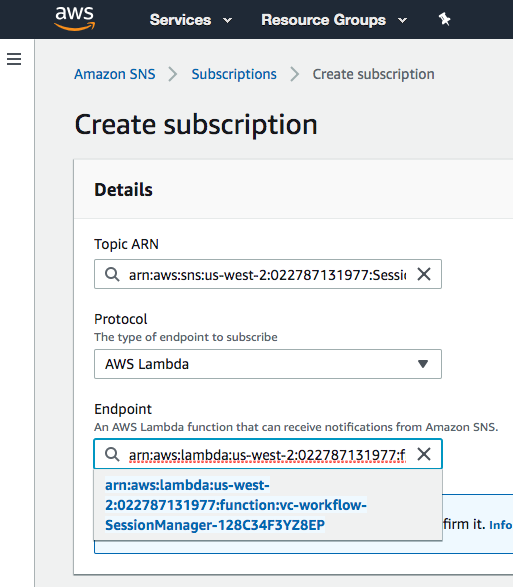 aws Services Resource Groups
Amazon SNS Subscriptions Create subscription
Create subscription
Details
Topic ARN
arn:aws:sns:us-west-2:022787131977:Sessi
Protocol
The type of endpoint to subscribe
AWS Lambda
Endpoint
An AWS Lambda function that can receive notifications from Amazon SNS.
arn:aws:lambda:us-west-2:022787131977:f
arn:aws:lambda:us-west-
2:022787131977:function:vc-workflow-
SessionManager-128C34F3YZ8EP
firm it. Info